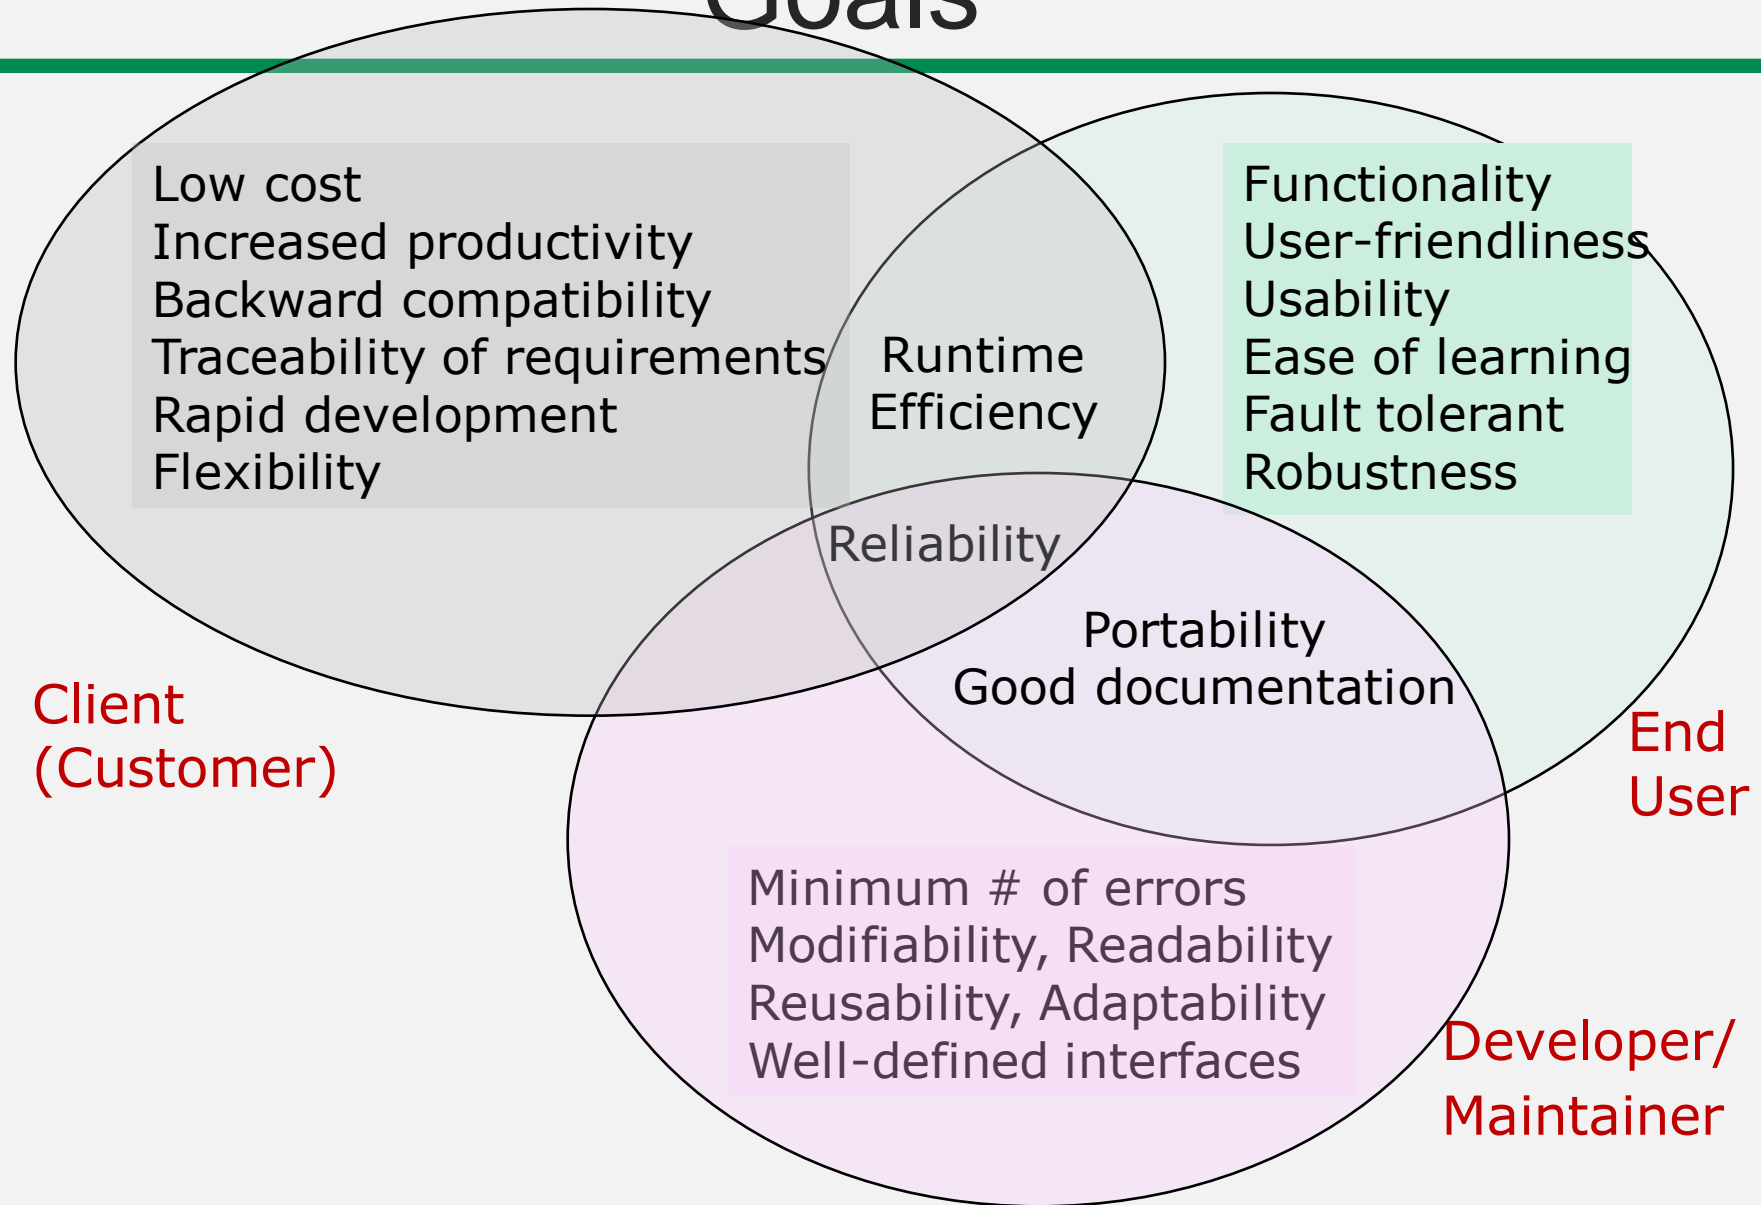 Goals
Low cost
Increased productivity
Backward compatibility
Traceability of requirements
Rapid development
Flexibility
Runtime
Efficiency
Functionality
User-friendliness
Usability
Ease of learning
Fault tolerant
Robustness
Reliability
Portability
Good documentation
Client
(Customer)
End
User
Minimum # of errors
Modifiability, Readability
Reusability, Adaptability
Well-defined interfaces
Developer/
Maintainer